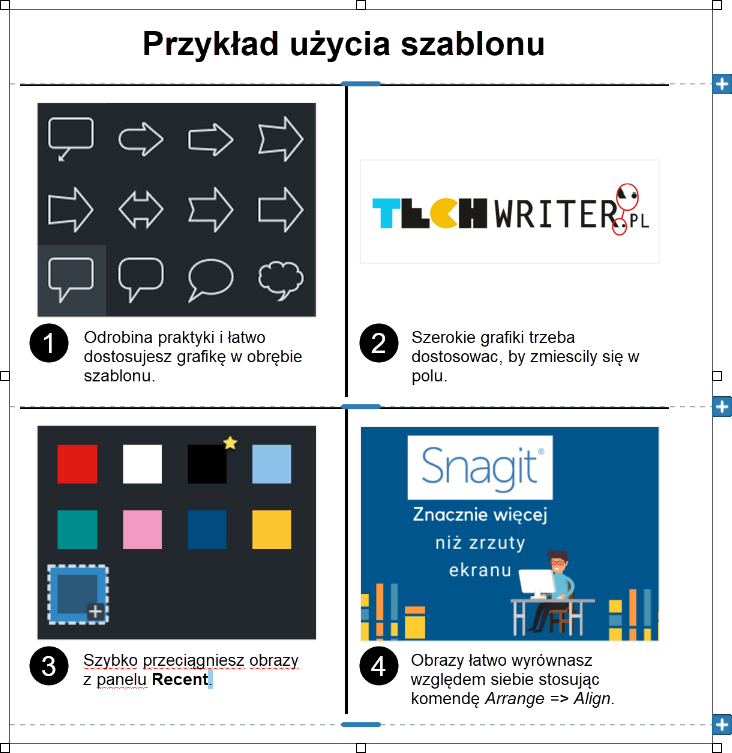 Przykład użycia szablonu
TECHWRITER.PL
1
Odrobina praktyki i łatwo
dostosujesz grafikę w obrębie
szablonu.
2
Szerokie grafiki trzeba
dostosowac, by zmiescily się w
polu.
Snagit®
Znacznie więcej
niż zrzuty
ekranu
3
Szybko przeciągniesz obrazy
z panelu Recent.
4
Obrazy łatwo wyrównasz
względem siebie stosując
komendę Arrange => Align.